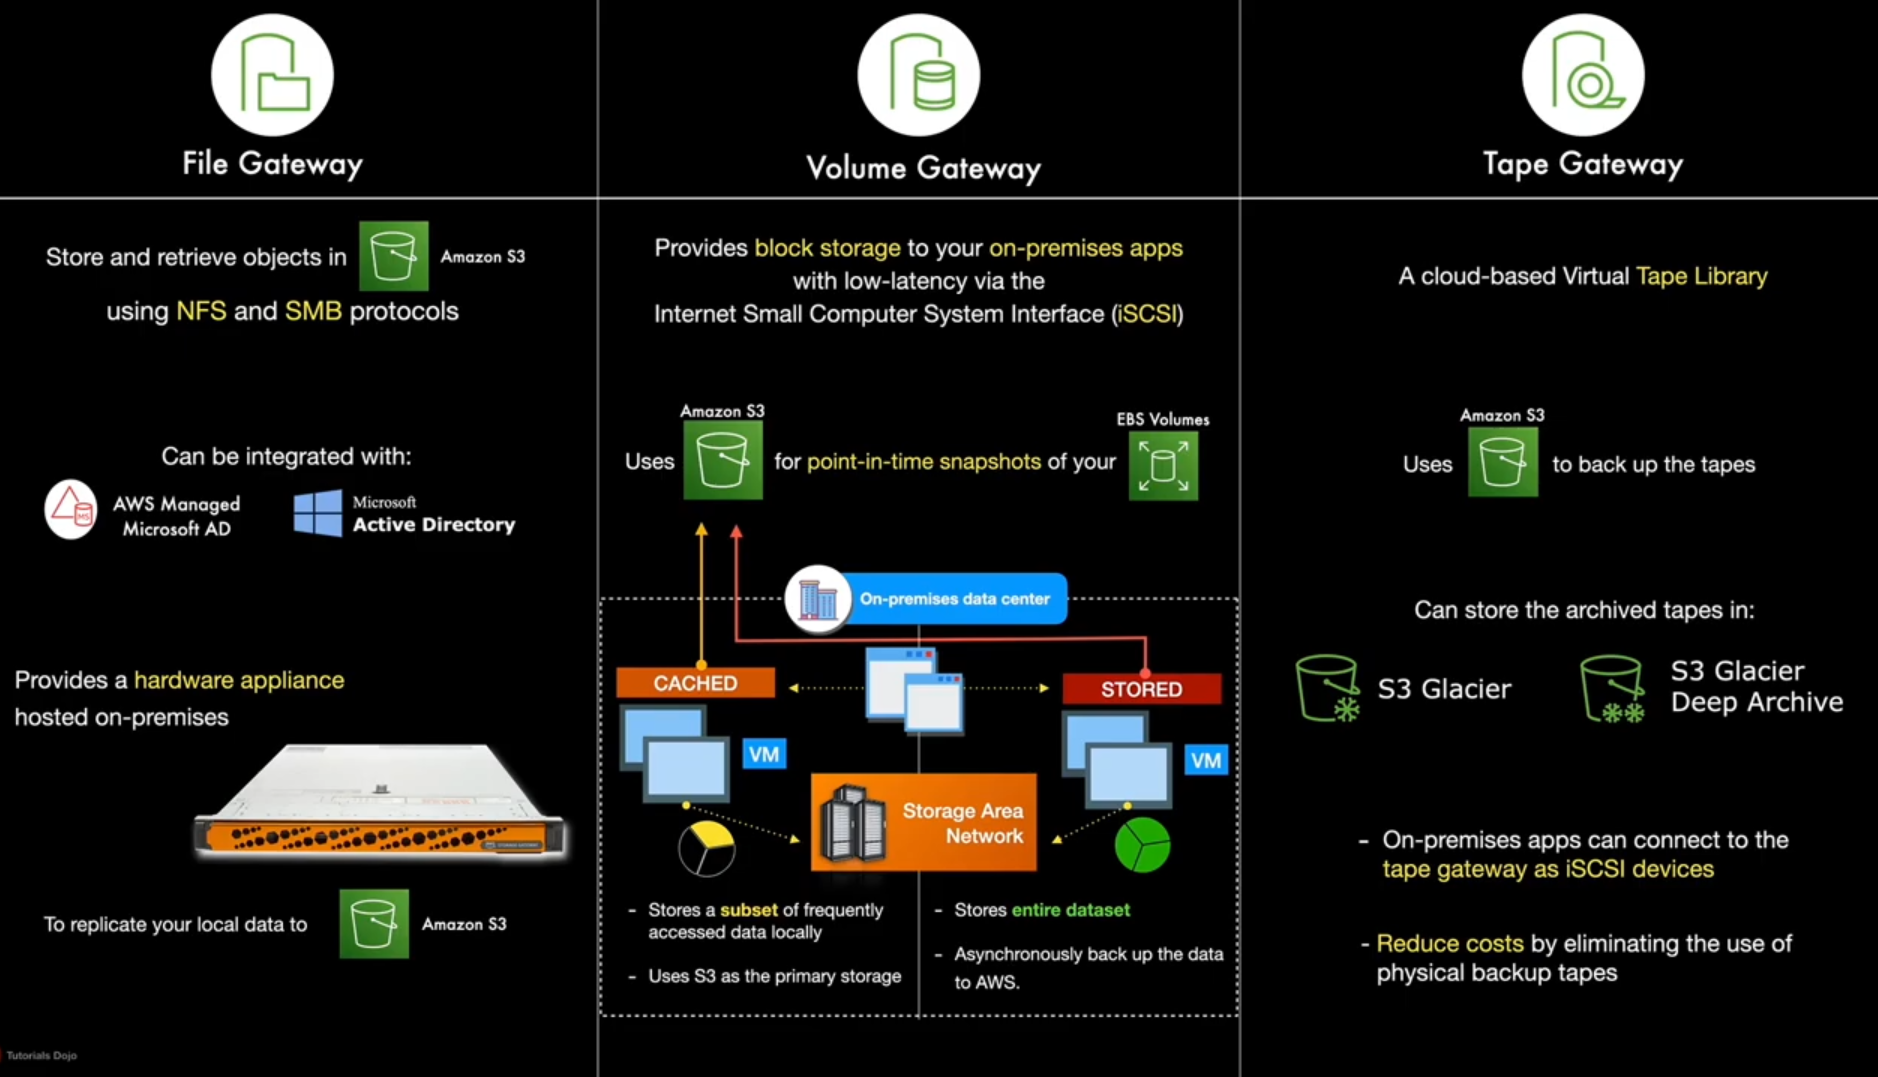 File Gateway
Store and retrieve objects in
Amazon S3
using NFS and SMB protocols
Can be integrated with:
MS
AWS Managed
Microsoft AD
Microsoft
Active Directory
Provides a hardware appliance
hosted on-premises
To replicate your local data to
Amazon S3
Volume Gateway
Provides block storage to your on-premises apps
with low-latency via the
Internet Small Computer System Interface (iSCSI)
Amazon S3
EBS Volumes
Uses
for point-in-time snapshots of your
On-premises data center
CACHED
STORED
VM
VM
Storage Area
Network
- Stores a subset of frequently
accessed data locally
- Uses S3 as the primary storage
- Stores entire dataset
- Asynchronously back up the data
to AWS.
Tape Gateway
A cloud-based Virtual Tape Library
Amazon S3
Uses
to back up the tapes
Can store the archived tapes in:
S3 Glacier
S3 Glacier
Deep Archive
- On-premises apps can connect to the
tape gateway as iSCSI devices
- Reduce costs by eliminating the use of
physical backup tapes
Tutorials Dojo